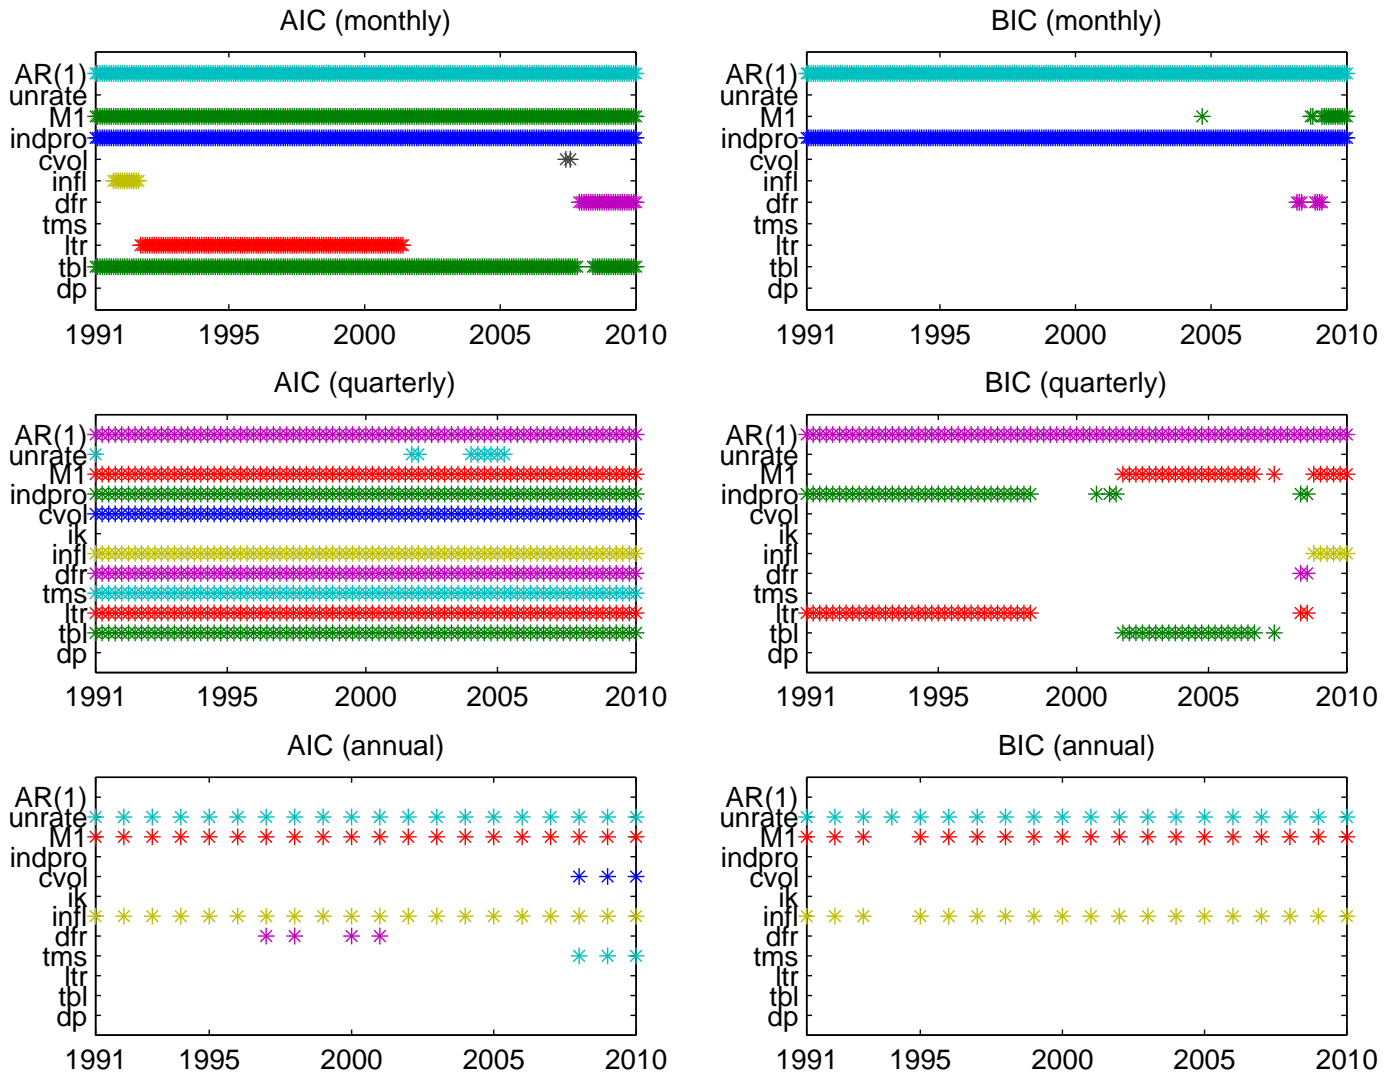 AIC (monthly)
AR(1)
unrate
M1
indpro
cvol
infl
dfr
tms
ltr
tbl
dp
1991 1995 2000 2005 2010
BIC (monthly)
AR(1)
unrate
M1
indpro
cvol
infl
dfr
tms
ltr
tbl
dp
1991 1995 2000 2005 2010
AIC (quarterly)
AR(1)
unrate
M1
indpro
cvol
ik
infl
dfr
tms
ltr
tbl
dp
1991 1995 2000 2005 2010
BIC (quarterly)
AR(1)
unrate
M1
indpro
cvol
ik
infl
dfr
tms
ltr
tbl
dp
1991 1995 2000 2005 2010
AIC (annual)
AR(1)
unrate
M1
indpro
cvol
ik
infl
dfr
tms
ltr
tbl
dp
1991 1995 2000 2005 2010
BIC (annual)
AR(1)
unrate
M1
indpro
cvol
ik
infl
dfr
tms
ltr
tbl
dp
1991 1995 2000 2005 2010